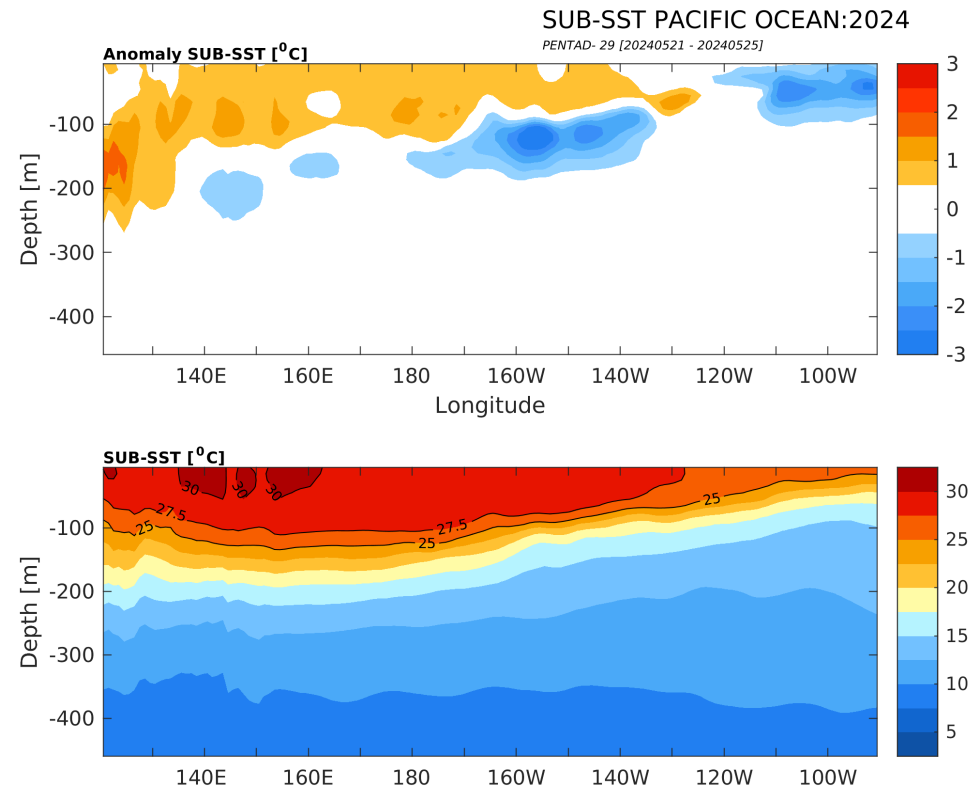 SUB-SST PACIFIC OCEAN:2024
PENTAD- 29 [20240521 - 20240525]
Anomaly SUB-SST [⁰C]
-100
-200
-300
-400
Depth [m]
140E 160E 180 160W 140W 120W 100W
Longitude
3
2
1
0
-1
-2
-3
SUB-SST [⁰C]
30 30 30
27.5 27.5
25 25 25
-100
-200
-300
-400
Depth [m]
140E 160E 180 160W 140W 120W 100W
30
25
20
15
10
5